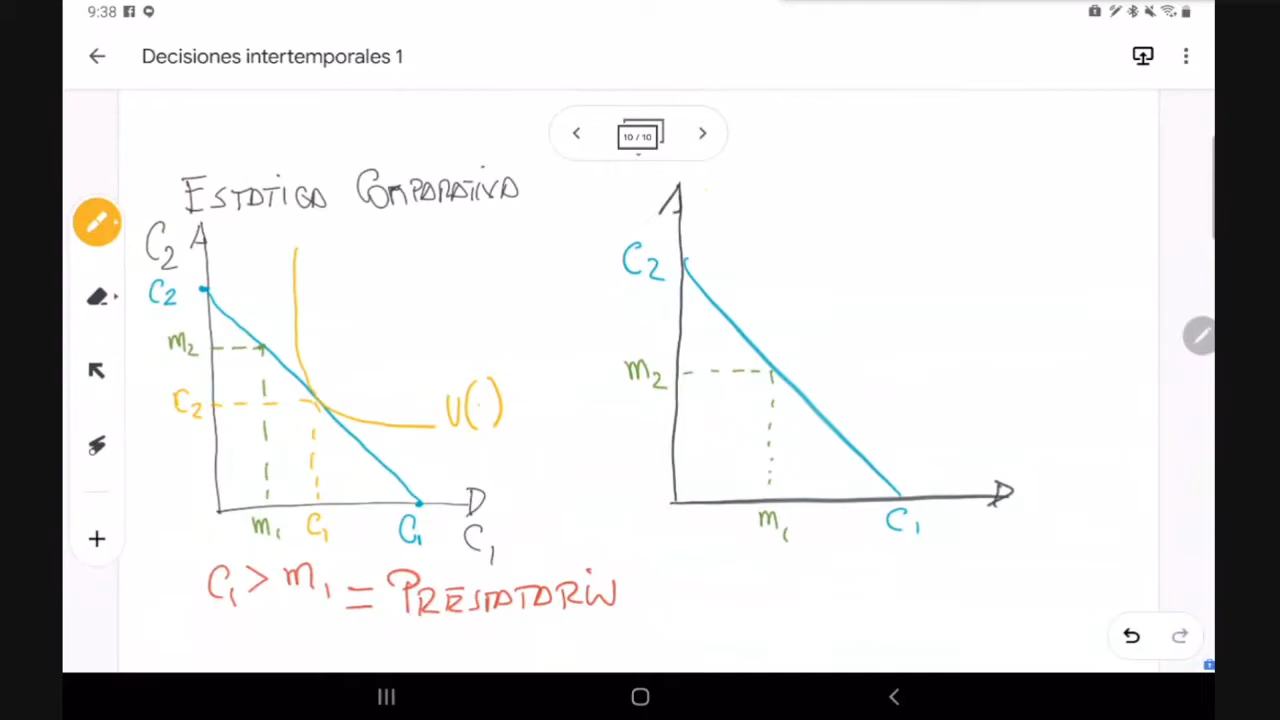 9:38
Decisiones intertemporales 1
10 / 10
ESTATICA COMPARATIVA
C2
C2
m2
C2
U(·)
m1
C1
C1
C1
C1 > m1 = PRESTATARIO
C2
m2
m1
C1